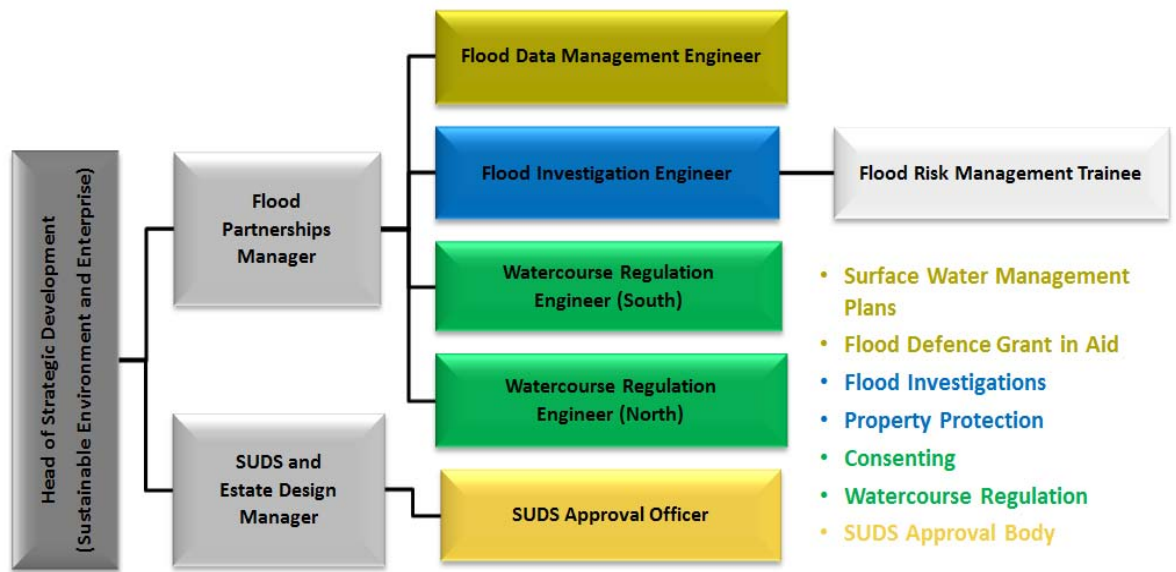 Head of Strategic Development
(Sustainable Environment and Enterprise)
Flood
Partnerships
Manager
SUDS and
Estate Design
Manager
Flood Data Management Engineer
Flood Investigation Engineer
Watercourse Regulation
Engineer (South)
Watercourse Regulation
Engineer (North)
SUDS Approval Officer
Flood Risk Management Trainee
• Surface Water Management
Plans
• Flood Defence Grant in Aid
• Flood Investigations
• Property Protection
• Consenting
• Watercourse Regulation
• SUDS Approval Body